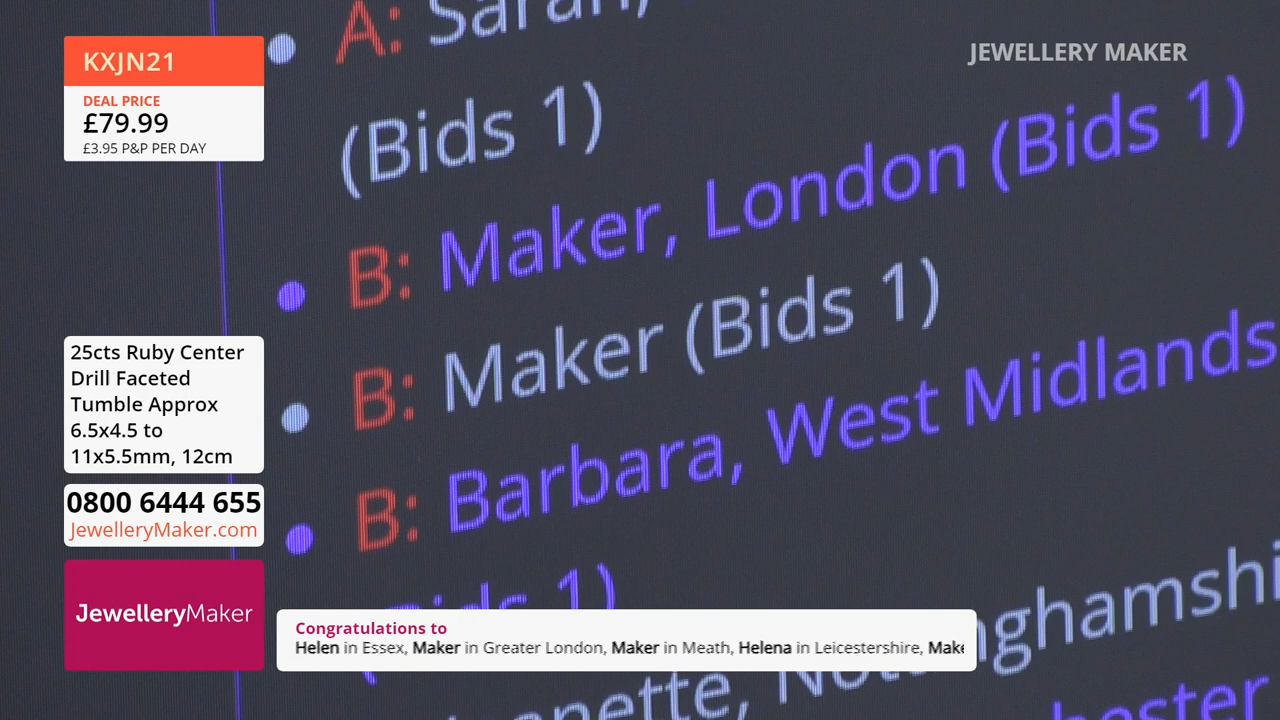 KXJN21
DEAL PRICE
£79.99
£3.95 P&P PER DAY
JEWELLERY MAKER
A: Sarah,
(Bids 1)
B: Maker, London (Bids 1)
B: Maker (Bids 1)
B: Barbara, West Midlands
(Bids 1)
25cts Ruby Center
Drill Faceted
Tumble Approx
6.5x4.5 to
11x5.5mm, 12cm
0800 6444 655
JewelleryMaker.com
JewelleryMaker
Congratulations to
Helen in Essex, Maker in Greater London, Maker in Meath, Helena in Leicestershire, Make